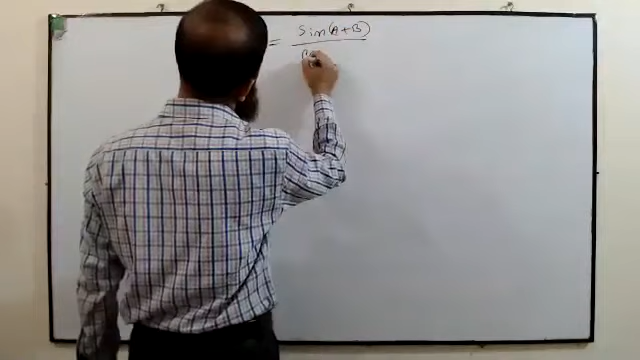 = sin(A+B)